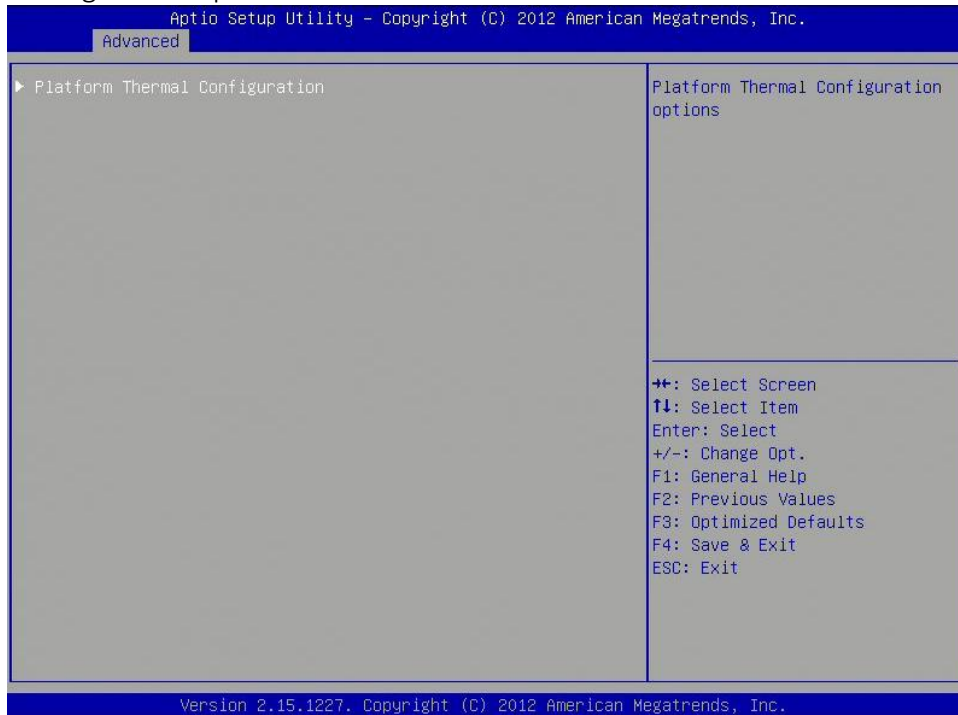 Aptio Setup Utility – Copyright (C) 2012 American Megatrends, Inc.
Advanced
▶ Platform Thermal Configuration
Platform Thermal Configuration
options
→←: Select Screen
↑↓: Select Item
Enter: Select
+/-: Change Opt.
F1: General Help
F2: Previous Values
F3: Optimized Defaults
F4: Save & Exit
ESC: Exit
Version 2.15.1227. Copyright (C) 2012 American Megatrends, Inc.